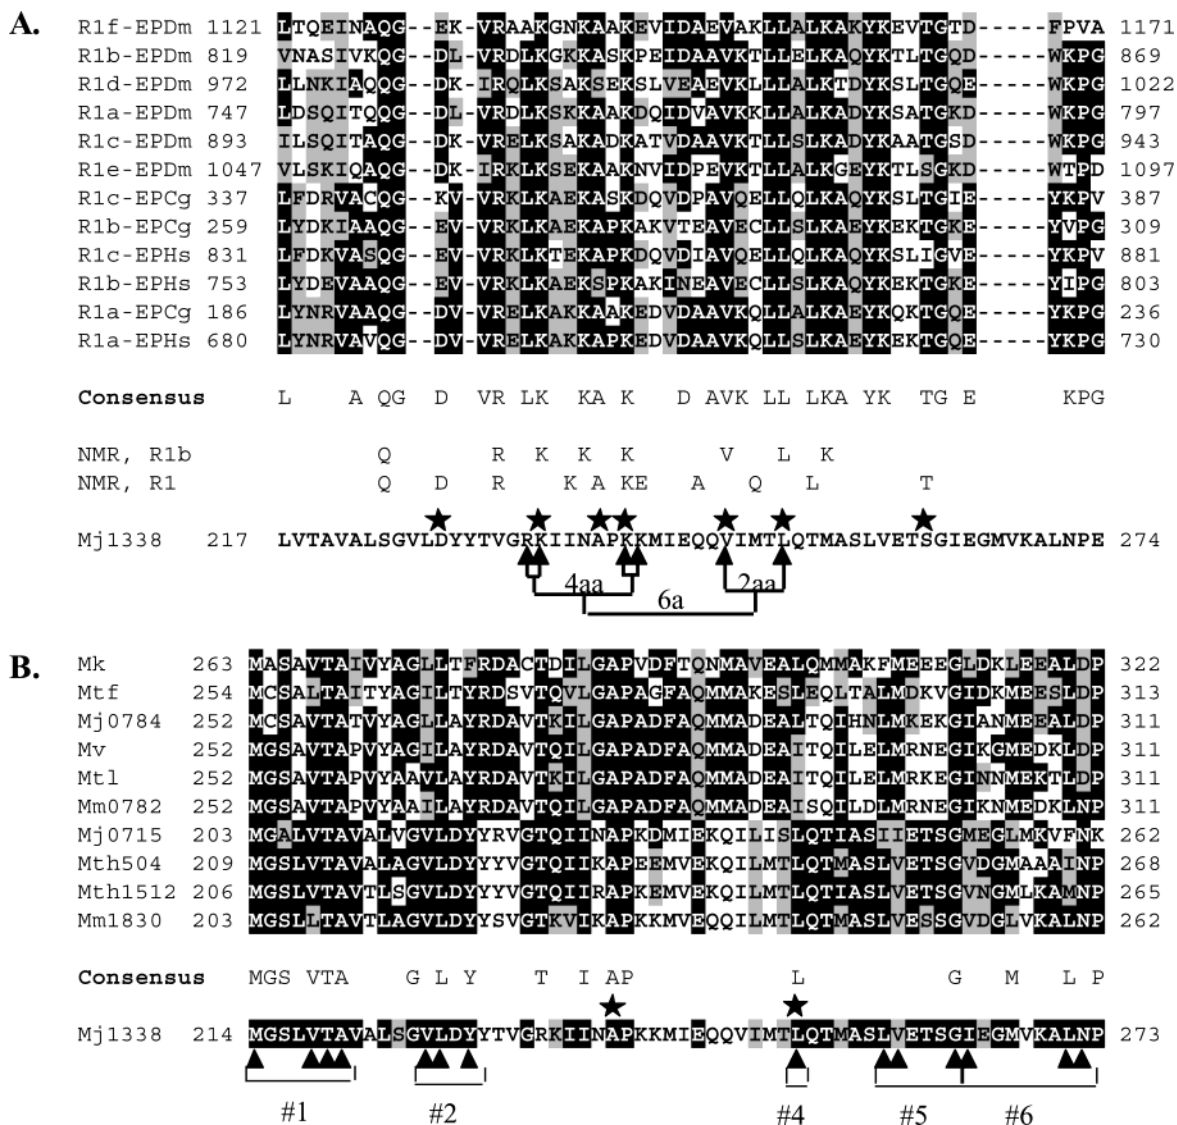 A.
R1f-EPDm 1121 LTQEINAQG--EK-VRAAKGNKAAKEVIDAEVAKLLALKAKYKEVTGTD-----FPVA 1171
R1b-EPDm 819 VNASIVKQG--DL-VRDLKGKKASKPEIDAAVKTLLELKAQYKTLTGQD-----WKPG 869
R1d-EPDm 972 LLNKIAQQG--DK-IRQLKSAKSEKSLVEAEVKLLLALKTDYKSLTGKD-----WKPG 1022
R1a-EPDm 747 LDSQITQQG--DL-VRDLKSKKAAKDQIDVAVKKLLALKADYKSATGKD-----WKPG 797
R1c-EPDm 893 ILSQITAQG--DK-VRELKSAKADKATVDAAVKTLLSLKADYKAATGSD-----WKPG 943
R1e-EPDm 1047 VLSKITAQG--DK-IRKLKSEKAAKNVIDPEVKTLLALKGEYKTLSGKD-----WTPD 1097
R1c-EPCg 337 LFDRVACQG--KV-VRKLKAEKASKDQVDPAVQELLQLKAQYKSLTGIE-----YKPV 387
R1b-EPCg 259 LYDKIAAQG--EV-VRKLKAEKAPKAKVTEAVECLLSLKAEYKEKTGKE-----YVPG 309
R1c-EPHs 831 LFDKVASQG--EV-VRKLKTEKAPKDQVDIAVQELLQLKAQYKSLIGVE-----YKPV 881
R1b-EPHs 753 LYDEVAAQG--EV-VRKLKAEKSPKAKINEAVECLLSLKAQYKEKTGKE-----YIPG 803
R1a-EPCg 186 LYNRVAAQG--DV-VRELKAKKAAKEDVDAAVKQLLSLKAEYKQKTGQE-----YKPG 236
R1a-EPHs 680 LYNRVAVQG--DV-VRELKAKKAPKEDVDAAVKQLLSLKAEYKEKTGQE-----YKPG 730
Consensus L A QG D VR LK KA K D AVK LL LKA YK TG E KPG
NMR, R1b Q R K K K V L K
NMR, R1 Q D R K A KE A Q L T
Mj1338 217 LVTAVALSGVLDYYTVGRKIINAPKKMIEQQVIMTLQTMASLVETSGIEGMVKALNPE 274
4aa 2aa
6a
B.
Mk 263 MASAVTAIVYAGLLTFRDACTDILGAPVDFTQNMAVEALQMMAKFMEEEGLDKLEEALDP 322
Mtf 254 MCSALTAITYAGILTYRDSVTQVLGAPAGFAQMMAKESLEQLTALMDKVGIDKMEESLDP 313
Mj0784 252 MCSAVTATVYAGLLAYRDAVTKILGAPADFAQMMADEALTQIHNLMKEKGIANMEEALDP 311
Mv 252 MGSAVTAPVYAGILAYRDAVTQILGAPADFAQMMADEAITQILELMRNEGIKGMEDKLDP 311
Mtl 252 MGSAVTAPVYAAVLAYRDAVTKILGAPADFAQMMADEAITQILELMRKEGINNMEKTLDP 311
Mm0782 252 MGSAVTAPVYAAILAYRDAVTQILGAPADFAQMMADEAISQILDLMRNEGIKNMEDKLNP 311
Mj0715 203 MGALVTAVALVGVLDYYRVGTQIINAPKDMIEKQILISLQTIASIIETSGMEGLMKVFNK 262
Mth504 209 MGSLVTAVALAGVLDYYYVGTQIIKAPEEMVEKQILMTLQTMASLVETSGVDGMAAAINP 268
Mth1512 206 MGSLVTAVTLSGVLDYYYVGTQIIRAPKEMVEKQILMTLQTIASLVETSGVNGMLKAMNP 265
Mm1830 203 MGSLLTAVTLAGVLDYYSVGTKVIKAPKKMVEQQILMTLQTMASLVESSGVDGLVKALNP 262
Consensus MGS VTA G L Y T I AP L G M L P
Mj1338 214 MGSLVTAVALSGVLDYYTVGRKIINAPKKMIEQQVIMTLQTMASLVETSGIEGMVKALNP 273
#1 #2 #4 #5 #6